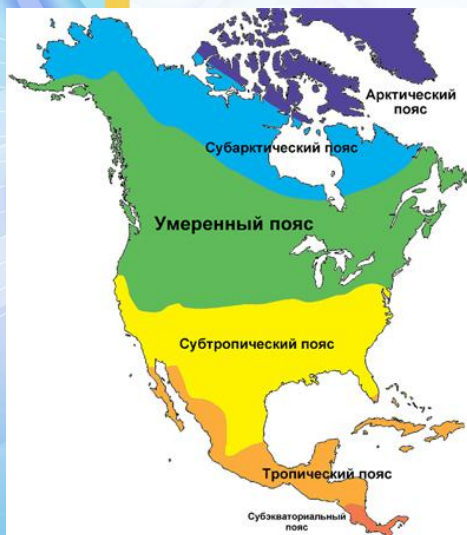 Арктический
пояс
Субарктический пояс
Умеренный пояс
Субтропический пояс
Тропический пояс
Субэкваториальный
пояс